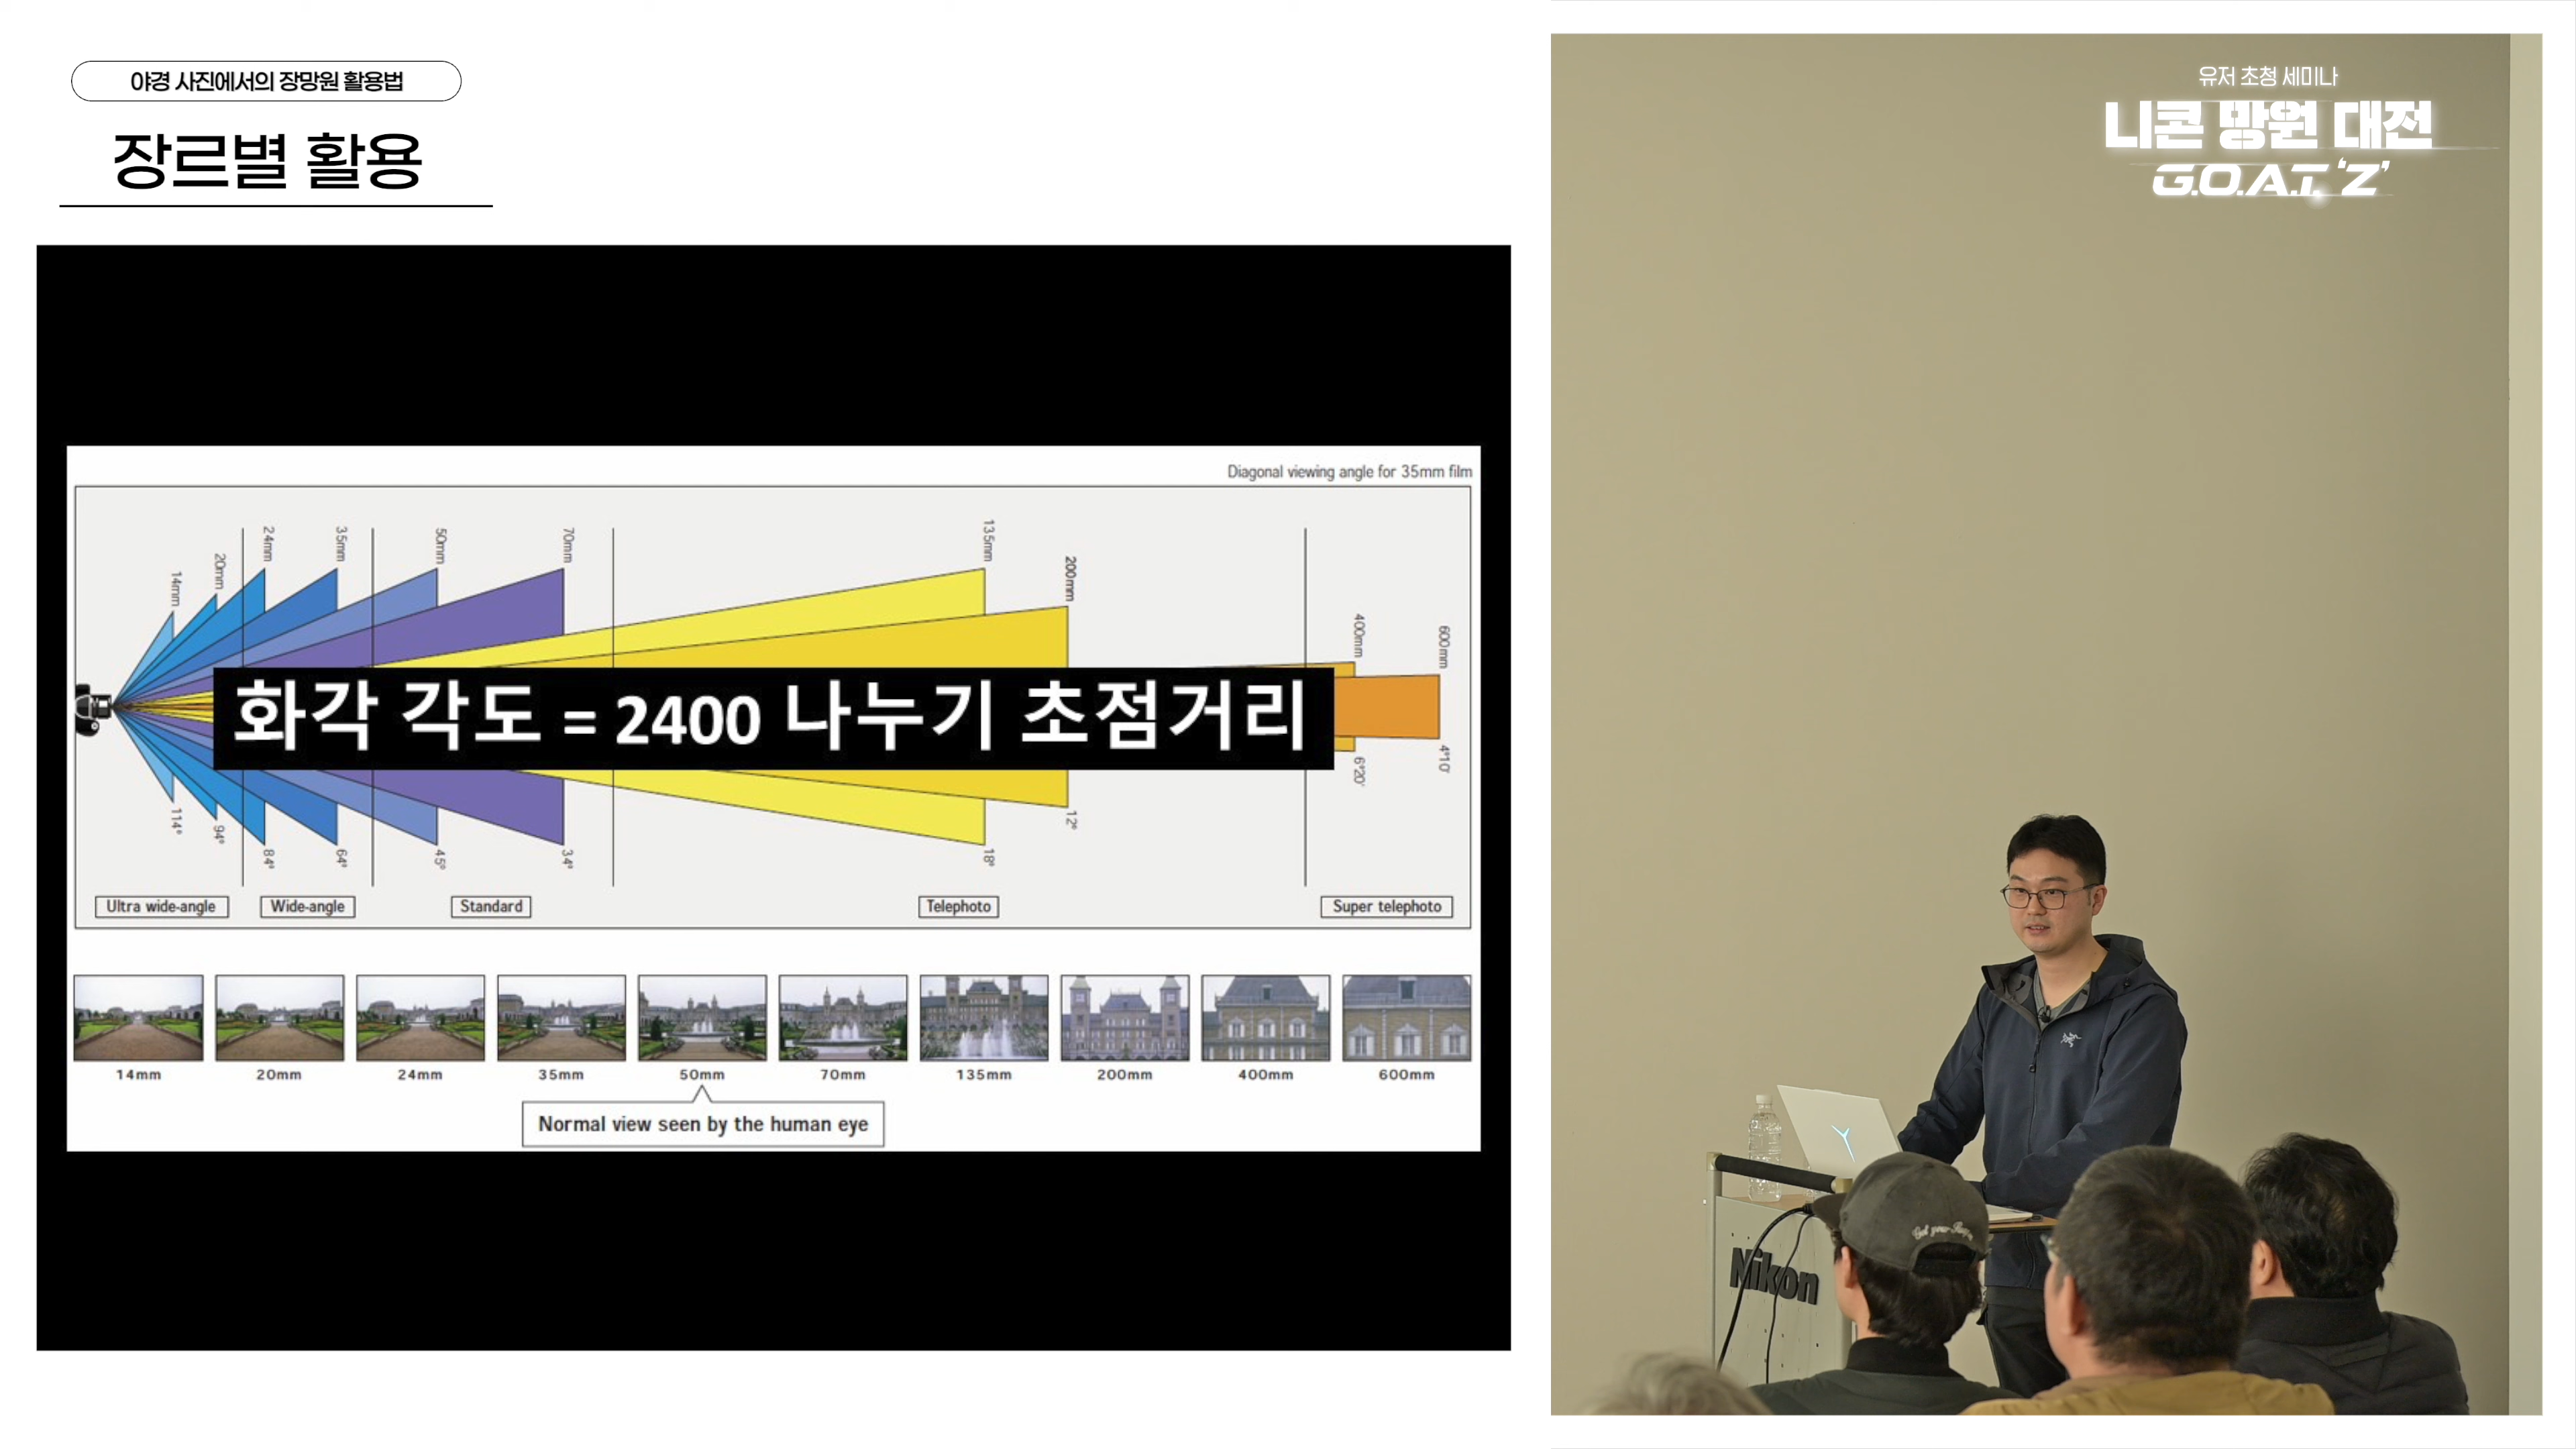 야경 사진에서의 장망원 활용법
장르별 활용
Diagonal viewing angle for 35mm film
14mm
20mm
24mm
35mm
50mm
70mm
135mm
200mm
400mm
600mm
화각 각도 = 2400 나누기 초점거리
114°
94°
84°
64°
45°
34°
18°
12°
6°20'
4°10'
Ultra wide-angle
Wide-angle
Standard
Telephoto
Super telephoto
14mm
20mm
24mm
35mm
50mm
70mm
135mm
200mm
400mm
600mm
Normal view seen by the human eye
유저 초청 세미나
니콘 망원 대전
G.O.A.T. 'Z'
Nikon